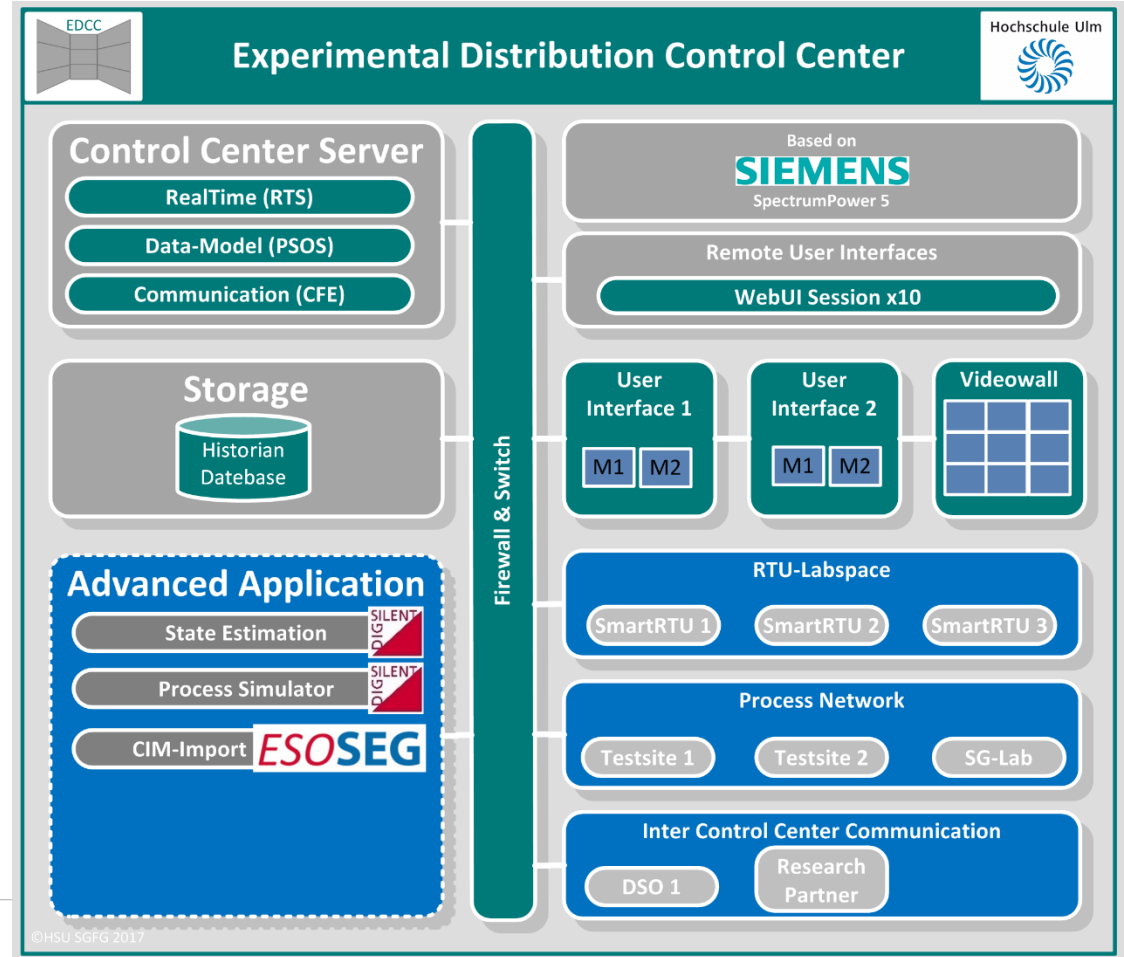 EDCC
Experimental Distribution Control Center
Hochschule Ulm
Control Center Server
RealTime (RTS)
Data-Model (PSOS)
Communication (CFE)
Storage
Historian
Datebase
Advanced Application
State Estimation
DIG SILENT
Process Simulator
DIG SILENT
CIM-Import
ESOSEG
Firewall & Switch
Based on
SIEMENS
SpectrumPower 5
Remote User Interfaces
WebUI Session x10
User
Interface 1
M1 M2
User
Interface 2
M1 M2
Videowall
RTU-Labspace
SmartRTU 1 SmartRTU 2 SmartRTU 3
Process Network
Testsite 1 Testsite 2 SG-Lab
Inter Control Center Communication
DSO 1
Research
Partner
©HSU SGFG 2017